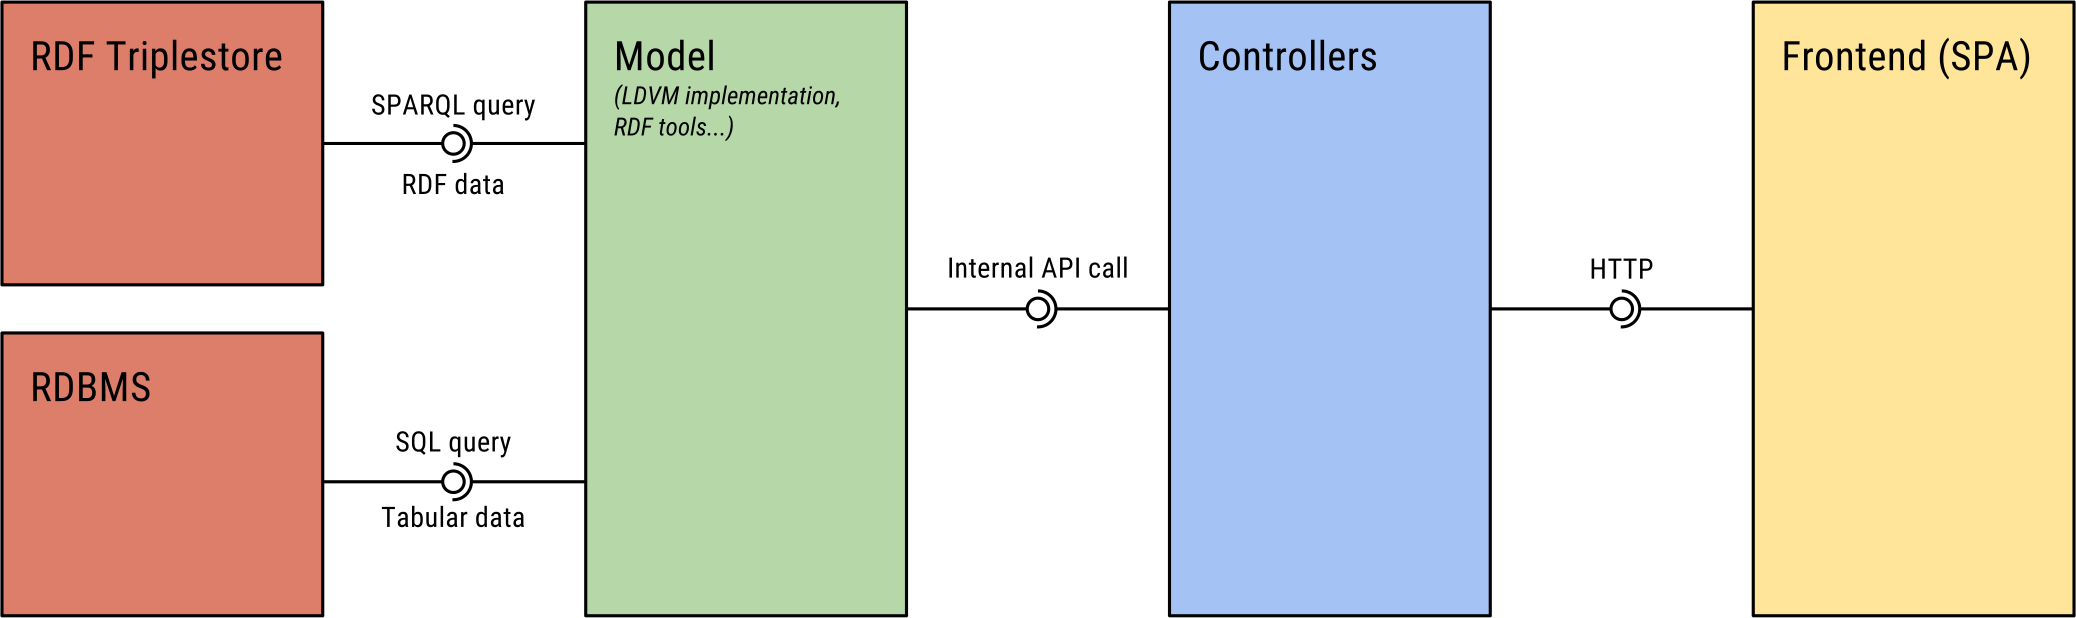 RDF Triplestore
SPARQL query
RDF data
RDBMS
SQL query
Tabular data
Model
(LDVM implementation,
RDF tools...)
Internal API call
Controllers
HTTP
Frontend (SPA)